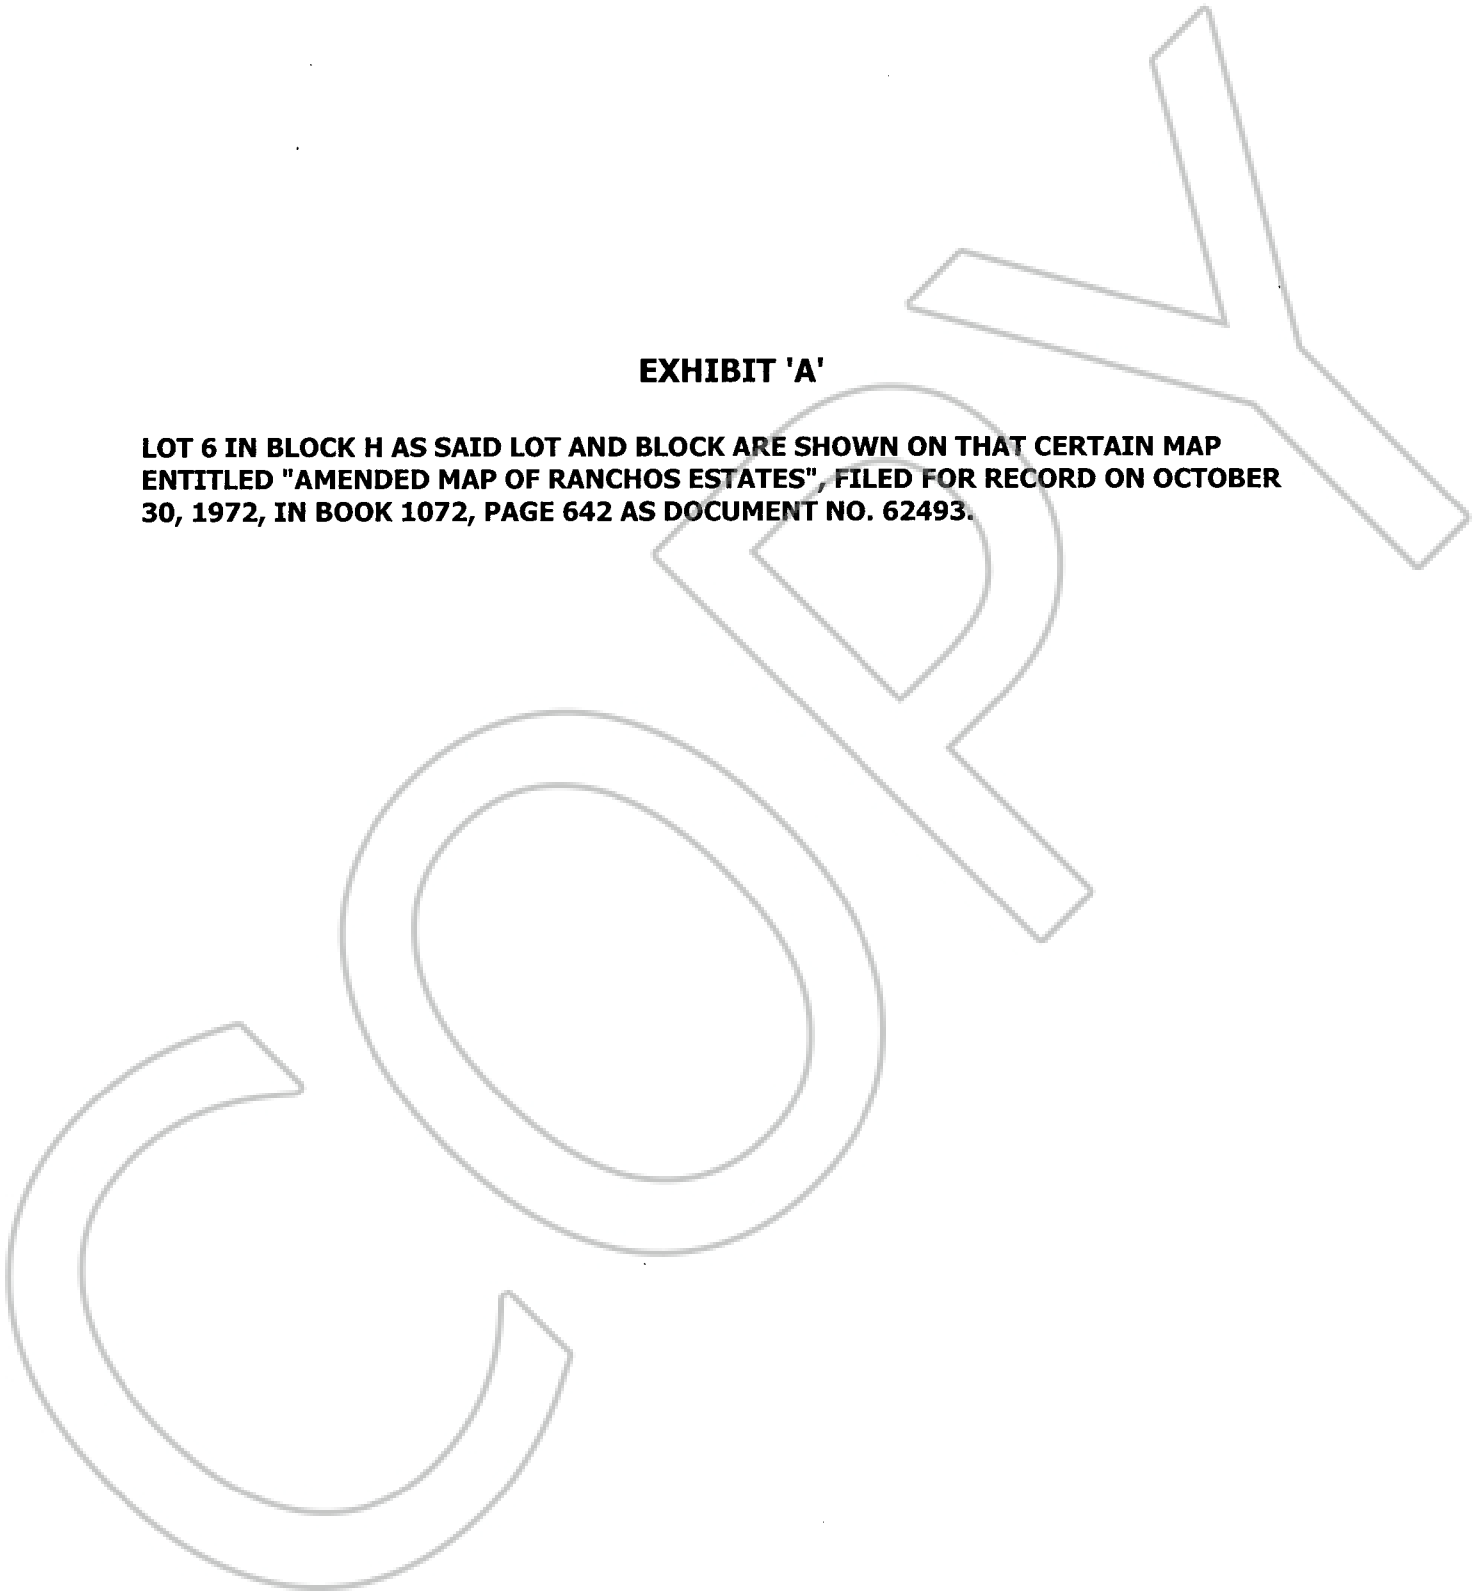 EXHIBIT 'A'
LOT 6 IN BLOCK H AS SAID LOT AND BLOCK ARE SHOWN ON THAT CERTAIN MAP
ENTITLED "AMENDED MAP OF RANCHOS ESTATES", FILED FOR RECORD ON OCTOBER
30, 1972, IN BOOK 1072, PAGE 642 AS DOCUMENT NO. 62493.
COPY